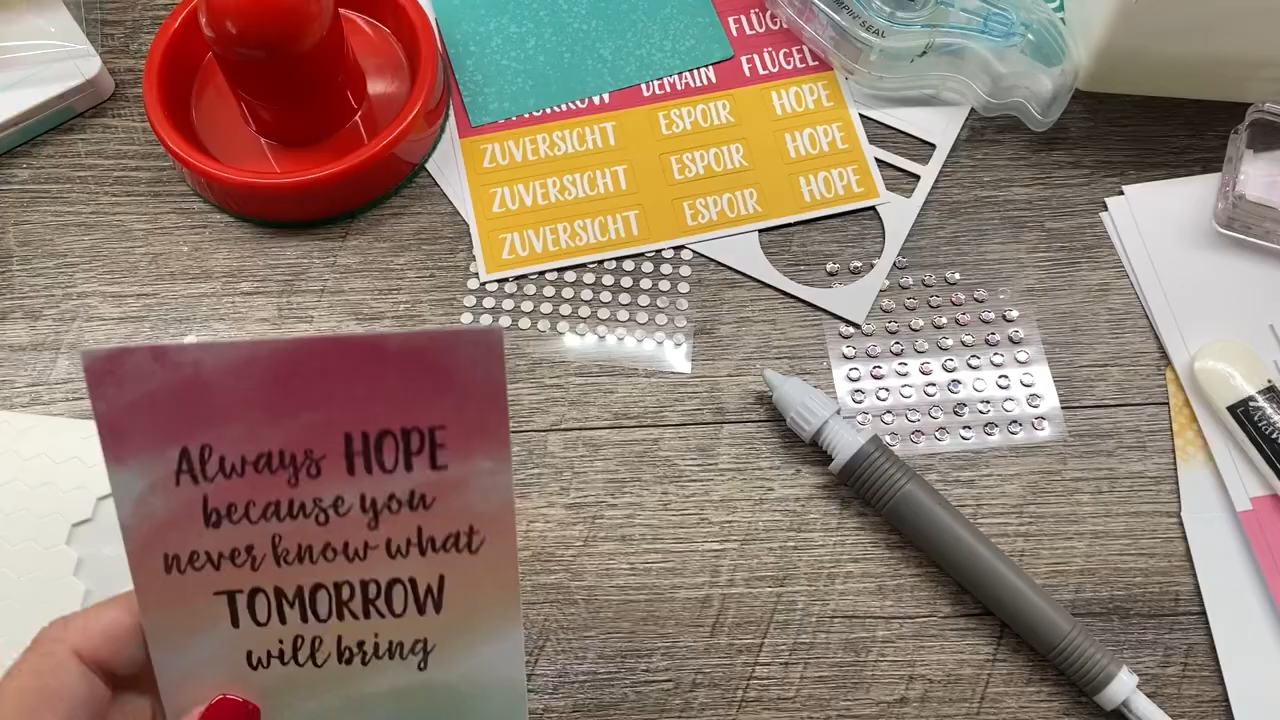 FLÜGEL
DEMAIN FLÜGEL
ZUVERSICHT ESPOIR HOPE
ZUVERSICHT ESPOIR HOPE
ZUVERSICHT ESPOIR HOPE
SEAL
Always HOPE
because you
never know what
TOMORROW
will bring